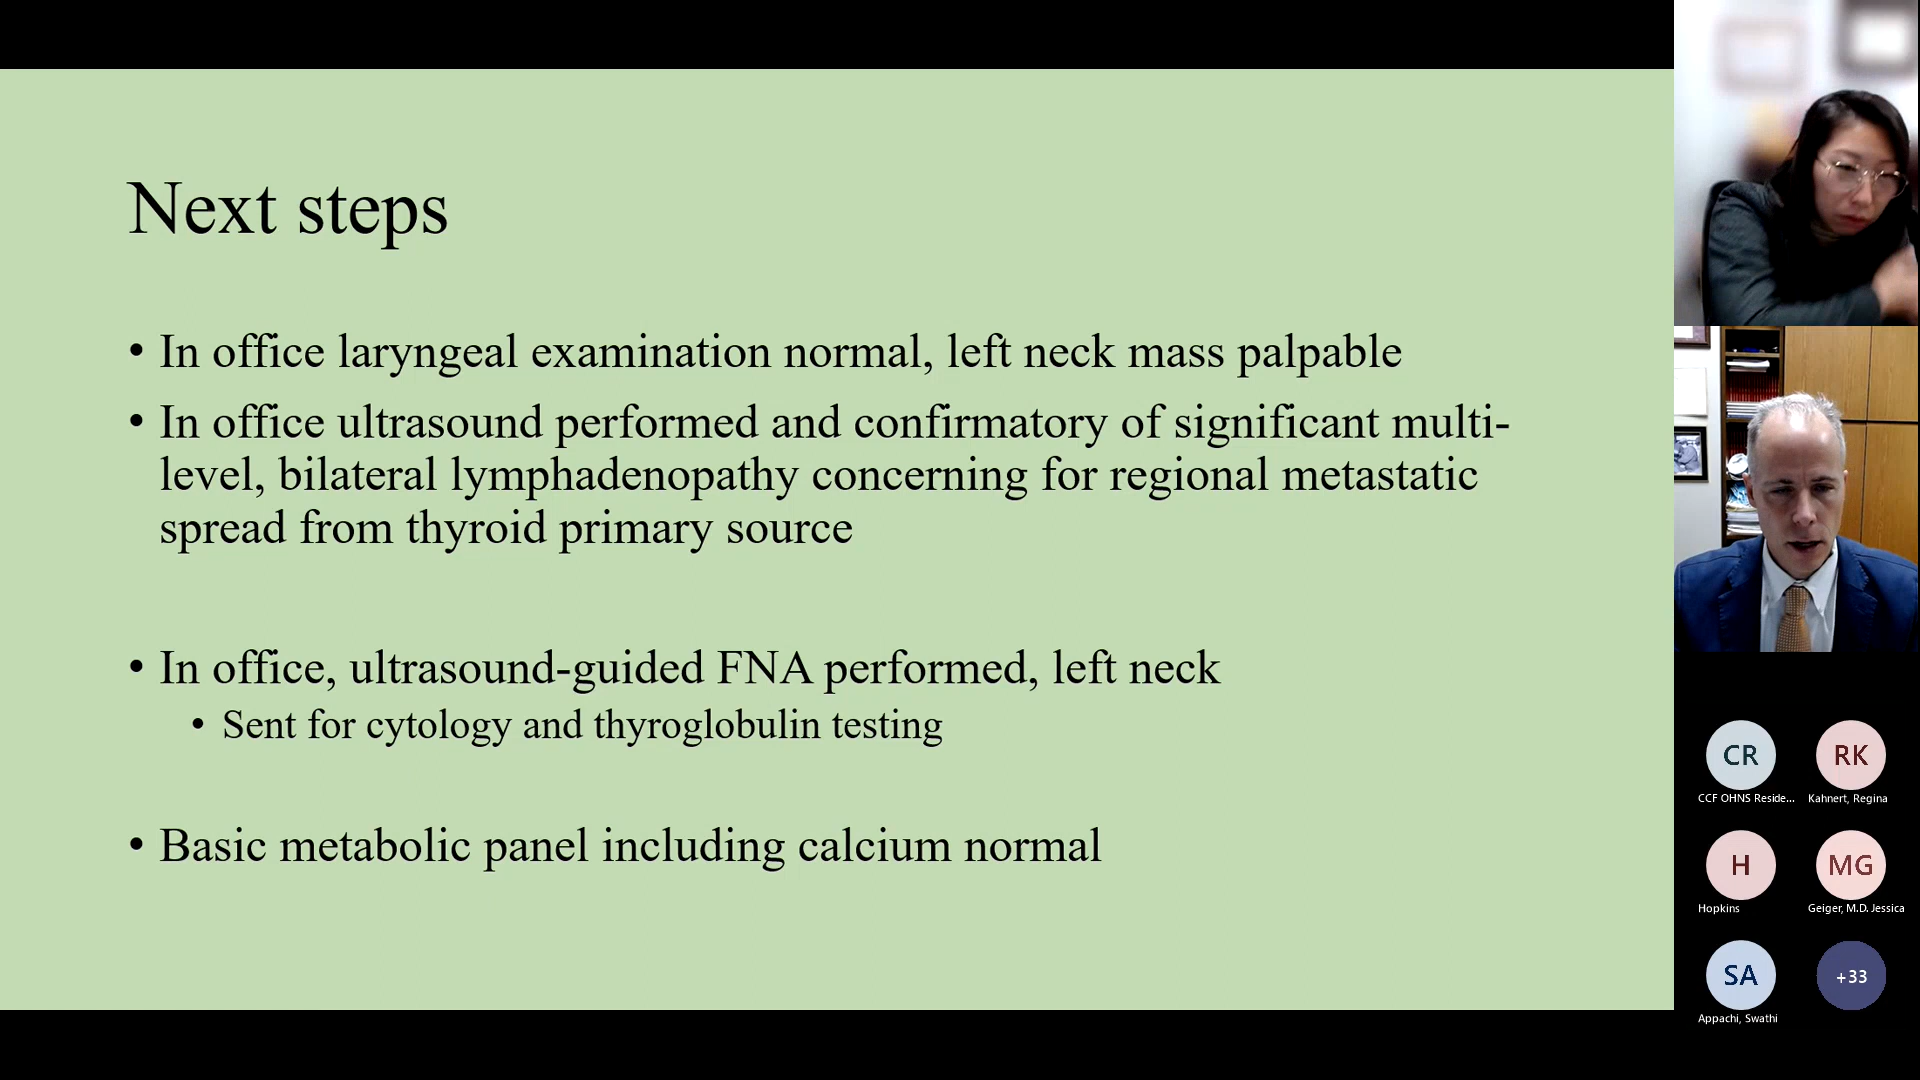 Next steps
• In office laryngeal examination normal, left neck mass palpable
• In office ultrasound performed and confirmatory of significant multi-
level, bilateral lymphadenopathy concerning for regional metastatic
spread from thyroid primary source
• In office, ultrasound-guided FNA performed, left neck
• Sent for cytology and thyroglobulin testing
• Basic metabolic panel including calcium normal
CR
RK
CCF OHNS Reside...
Kahnert, Regina
H
MG
Hopkins
Geiger, M.D. Jessica
SA
+33
Appachi, Swathi